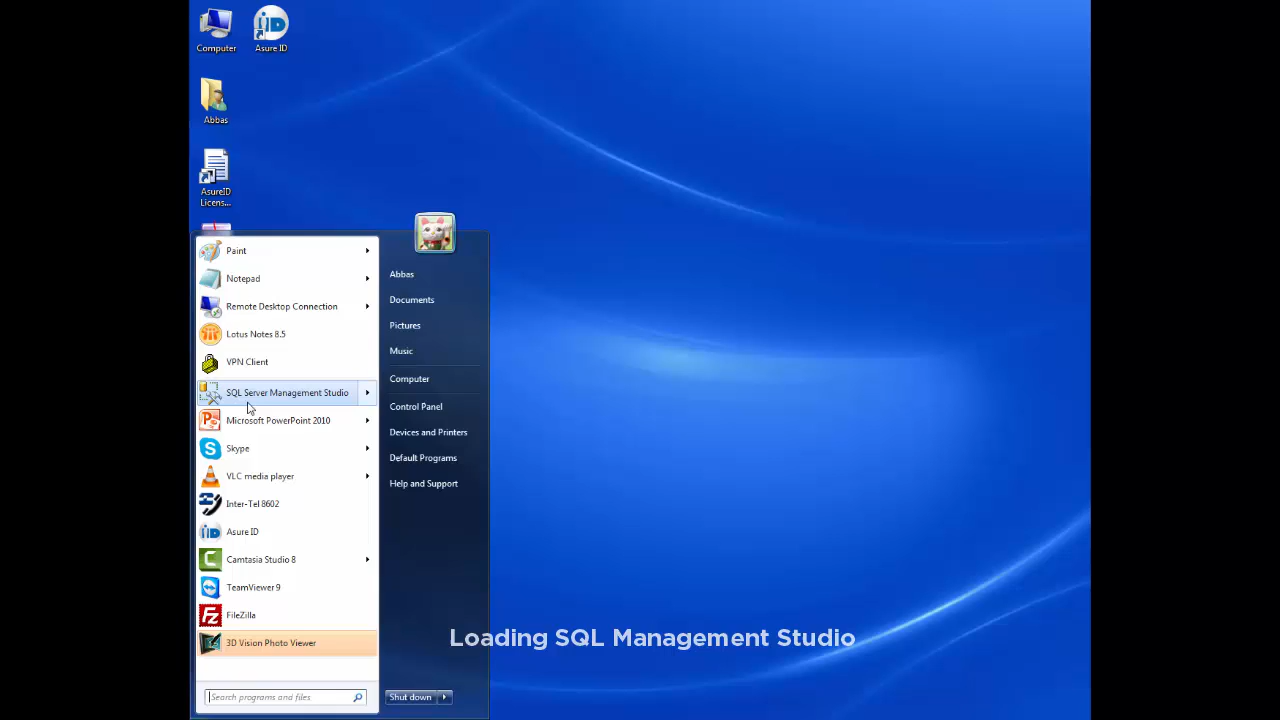 Computer
Asure ID
Abbas
AsureID
Licens...
Paint
Notepad
Remote Desktop Connection
Lotus Notes 8.5
VPN Client
SQL Server Management Studio
Microsoft PowerPoint 2010
Skype
VLC media player
Inter-Tel 8602
Asure ID
Camtasia Studio 8
TeamViewer 9
FileZilla
3D Vision Photo Viewer
Search programs and files
Abbas
Documents
Pictures
Music
Computer
Control Panel
Devices and Printers
Default Programs
Help and Support
Shut down
Loading SQL Management Studio